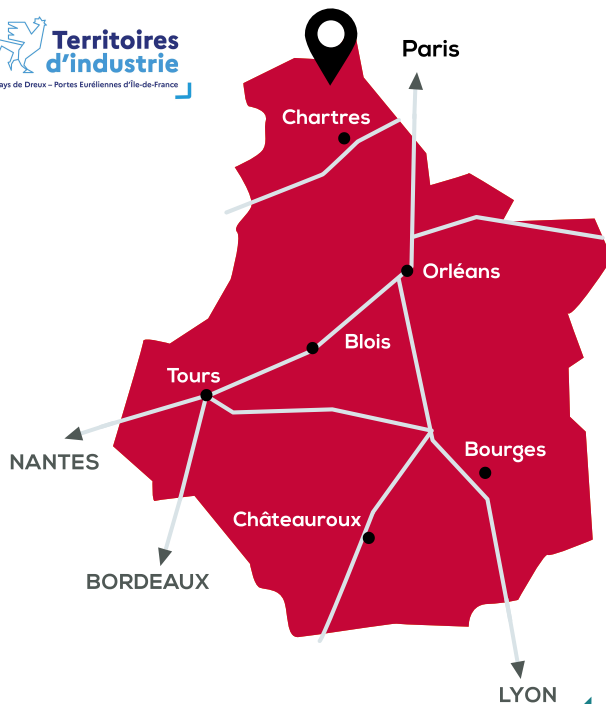 Territoires
d'industrie
ays de Dreux – Portes Euréliennes d'Île-de-France
Paris
Chartres
Orléans
Blois
Tours
NANTES
Bourges
Châteauroux
BORDEAUX
LYON